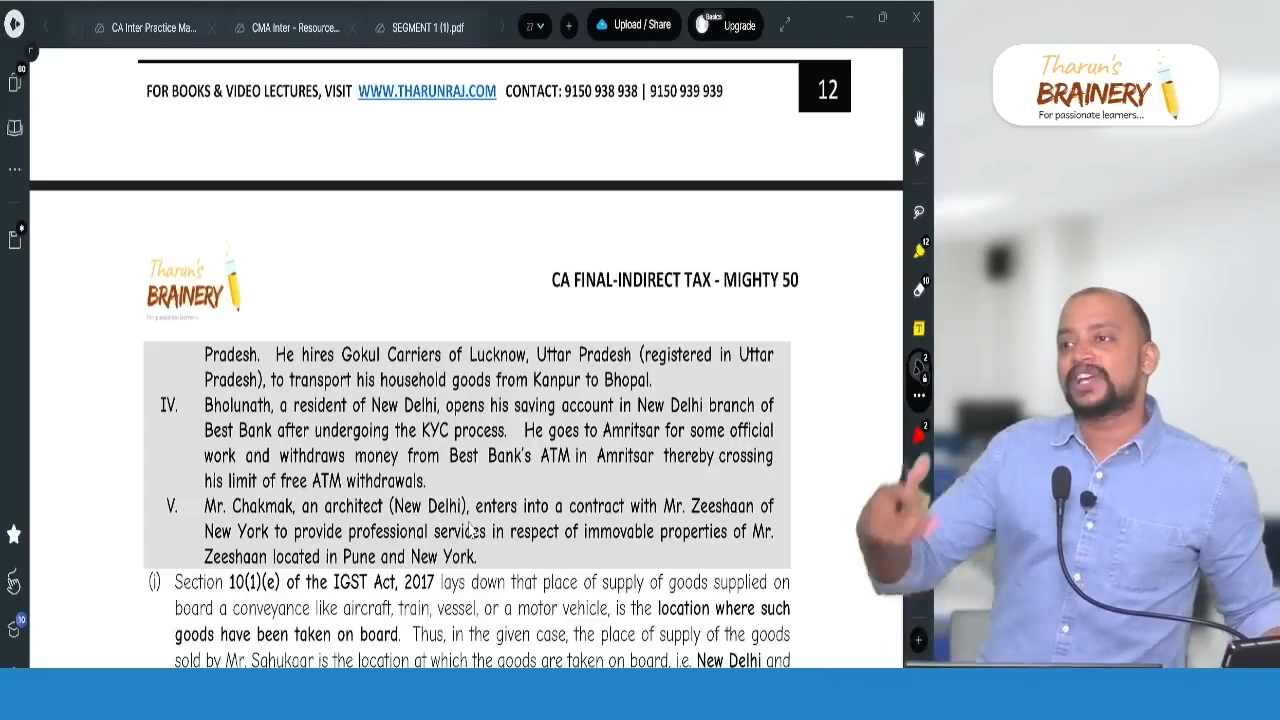 CA Inter Practice Ma...
CMA Inter - Resource...
SEGMENT 1 (1).pdf
27
Upload / Share
Basics
Upgrade
60
FOR BOOKS & VIDEO LECTURES, VISIT WWW.THARUNRAJ.COM CONTACT: 9150 938 938 | 9150 939 939
12
Tharun's
BRAINERY
For passionate learners...
Tharun's
BRAINERY
For passionate learners...
CA FINAL-INDIRECT TAX - MIGHTY 50
Pradesh. He hires Gokul Carriers of Lucknow, Uttar Pradesh (registered in Uttar
Pradesh), to transport his household goods from Kanpur to Bhopal.
IV. Bholunath, a resident of New Delhi, opens his saving account in New Delhi branch of
Best Bank after undergoing the KYC process. He goes to Amritsar for some official
work and withdraws money from Best Bank's ATM in Amritsar thereby crossing
his limit of free ATM withdrawals.
V. Mr. Chakmak, an architect (New Delhi), enters into a contract with Mr. Zeeshaan of
New York to provide professional services in respect of immovable properties of Mr.
Zeeshaan located in Pune and New York.
(i) Section 10(1)(e) of the IGST Act, 2017 lays down that place of supply of goods supplied on
board a conveyance like aircraft, train, vessel, or a motor vehicle, is the location where such
goods have been taken on board. Thus, in the given case, the place of supply of the goods
sold by Mr. Sahukaar is the location at which the goods are taken on board, i.e. New Delhi and
12
10
T
2
2
10